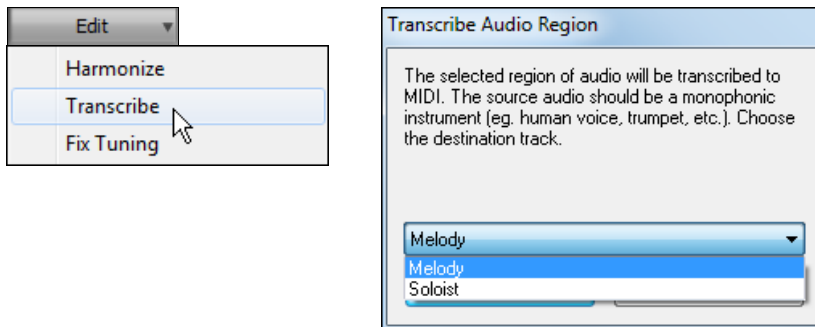 Edit
Harmonize
Transcribe
Fix Tuning
Transcribe Audio Region
The selected region of audio will be transcribed to
MIDI. The source audio should be a monophonic
instrument (eg. human voice, trumpet, etc.). Choose
the destination track.
Melody
Melody
Soloist